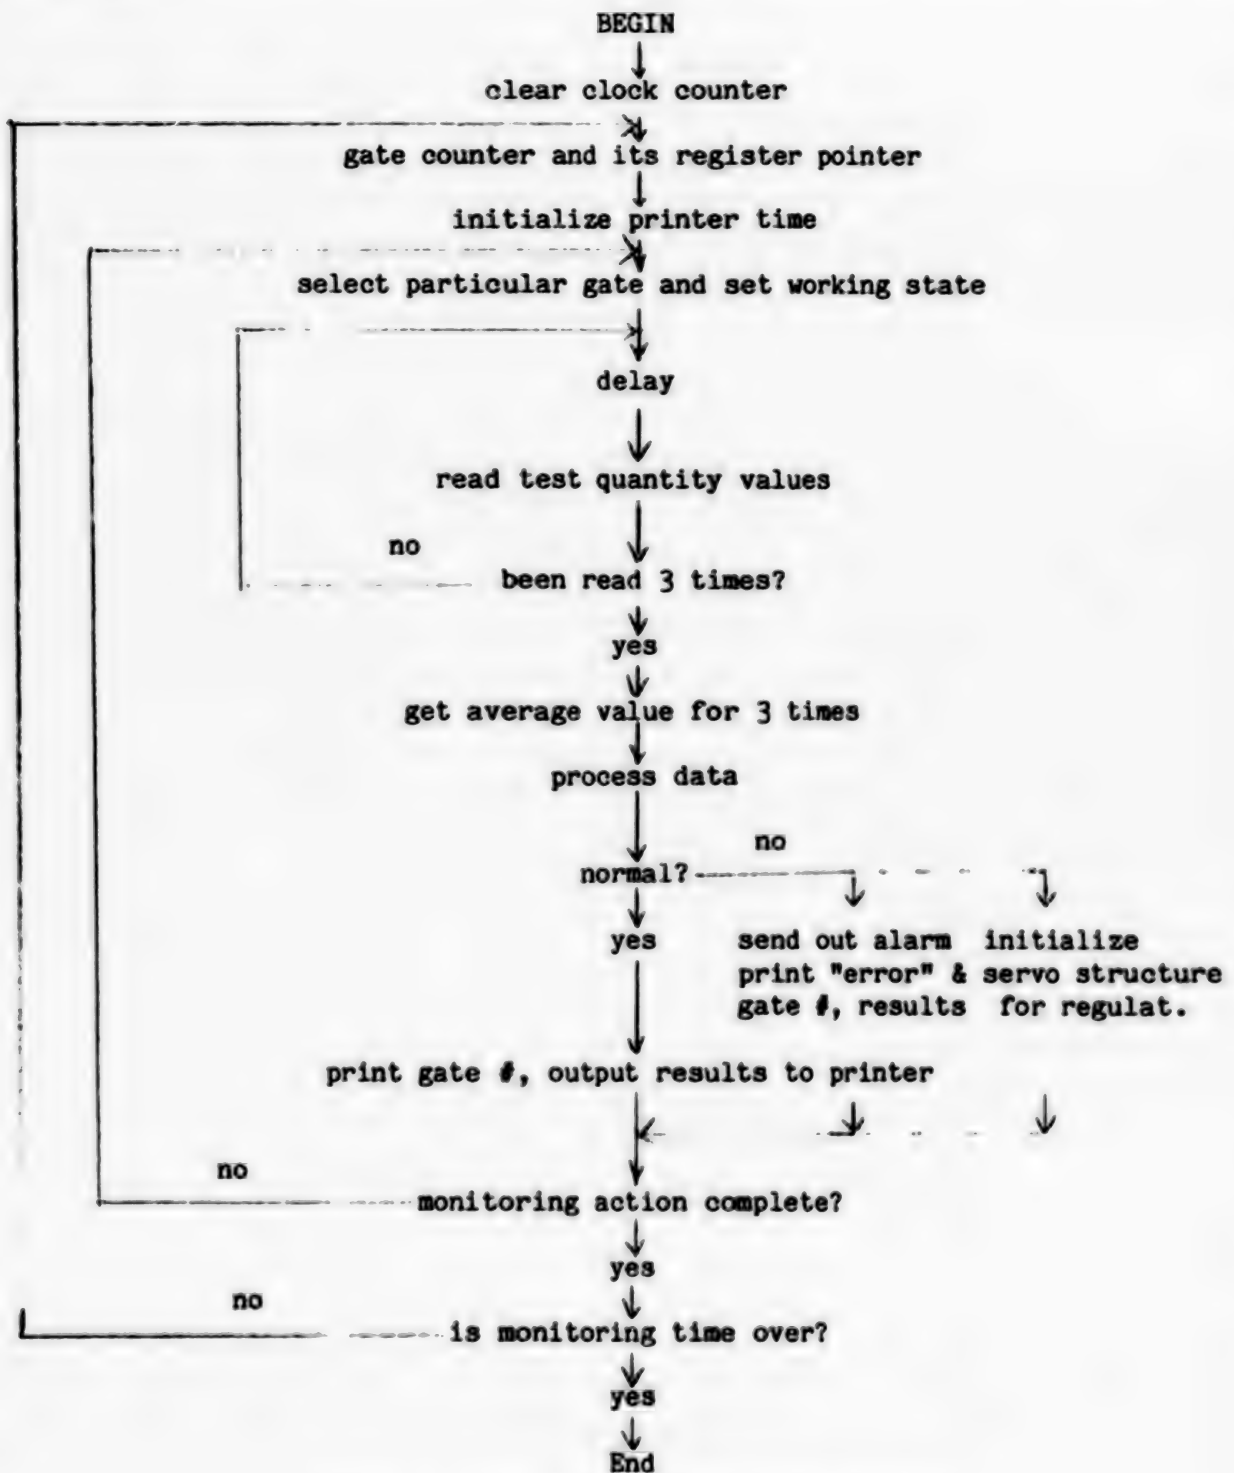 BEGIN
clear clock counter
gate counter and its register pointer
initialize printer time
select particular gate and set working state
delay
read test quantity values
no
been read 3 times?
yes
get average value for 3 times
process data
no
normal?
yes
send out alarm initialize
print "error" & servo structure
gate #, results for regulat.
print gate #, output results to printer
no
monitoring action complete?
yes
no
is monitoring time over?
yes
End